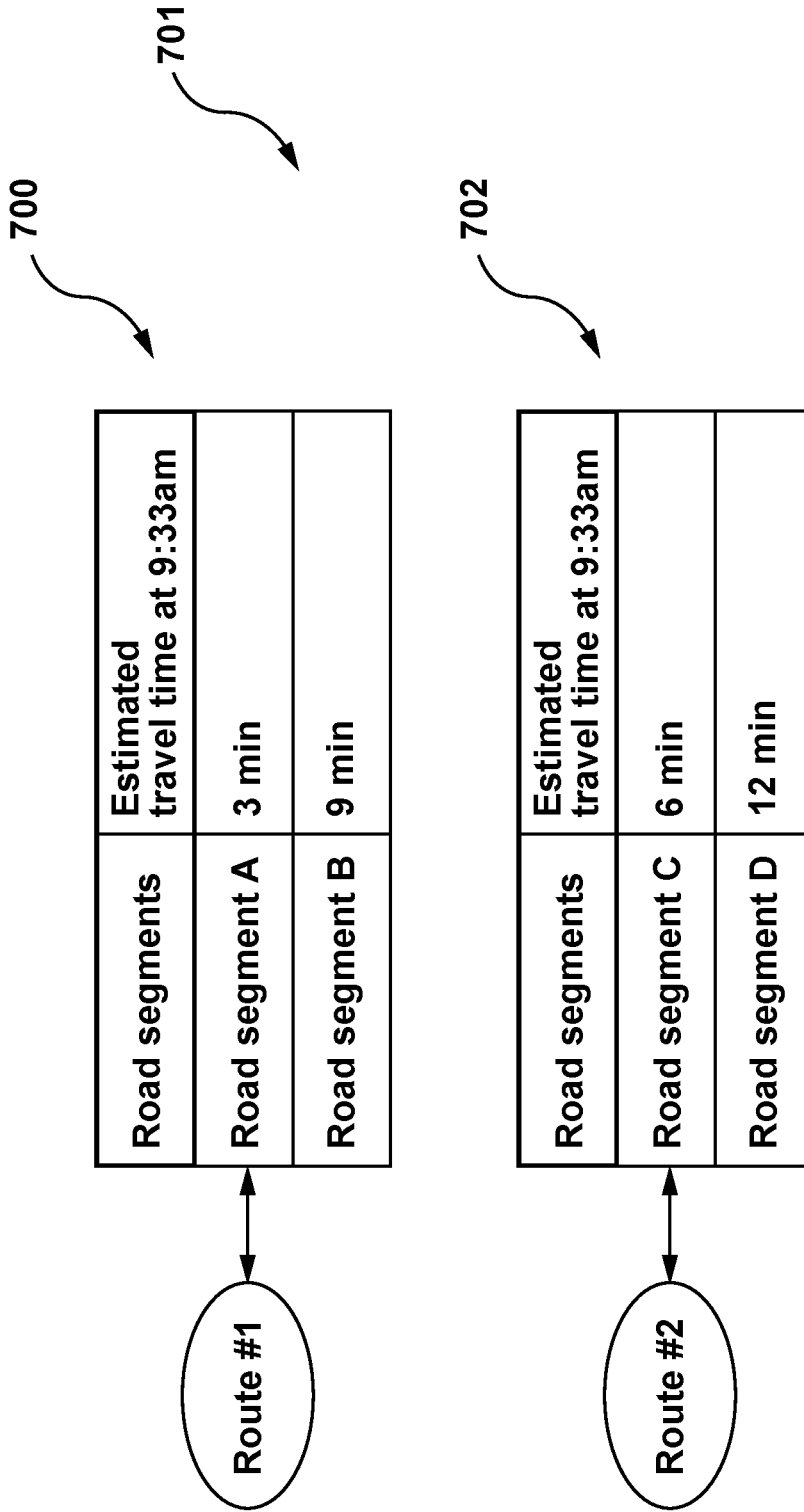 700
701
Route #1
Road segments
Estimated
travel time at 9:33am
Road segment A
3 min
Road segment B
9 min
702
Route #2
Road segments
Estimated
travel time at 9:33am
Road segment C
6 min
Road segment D
12 min